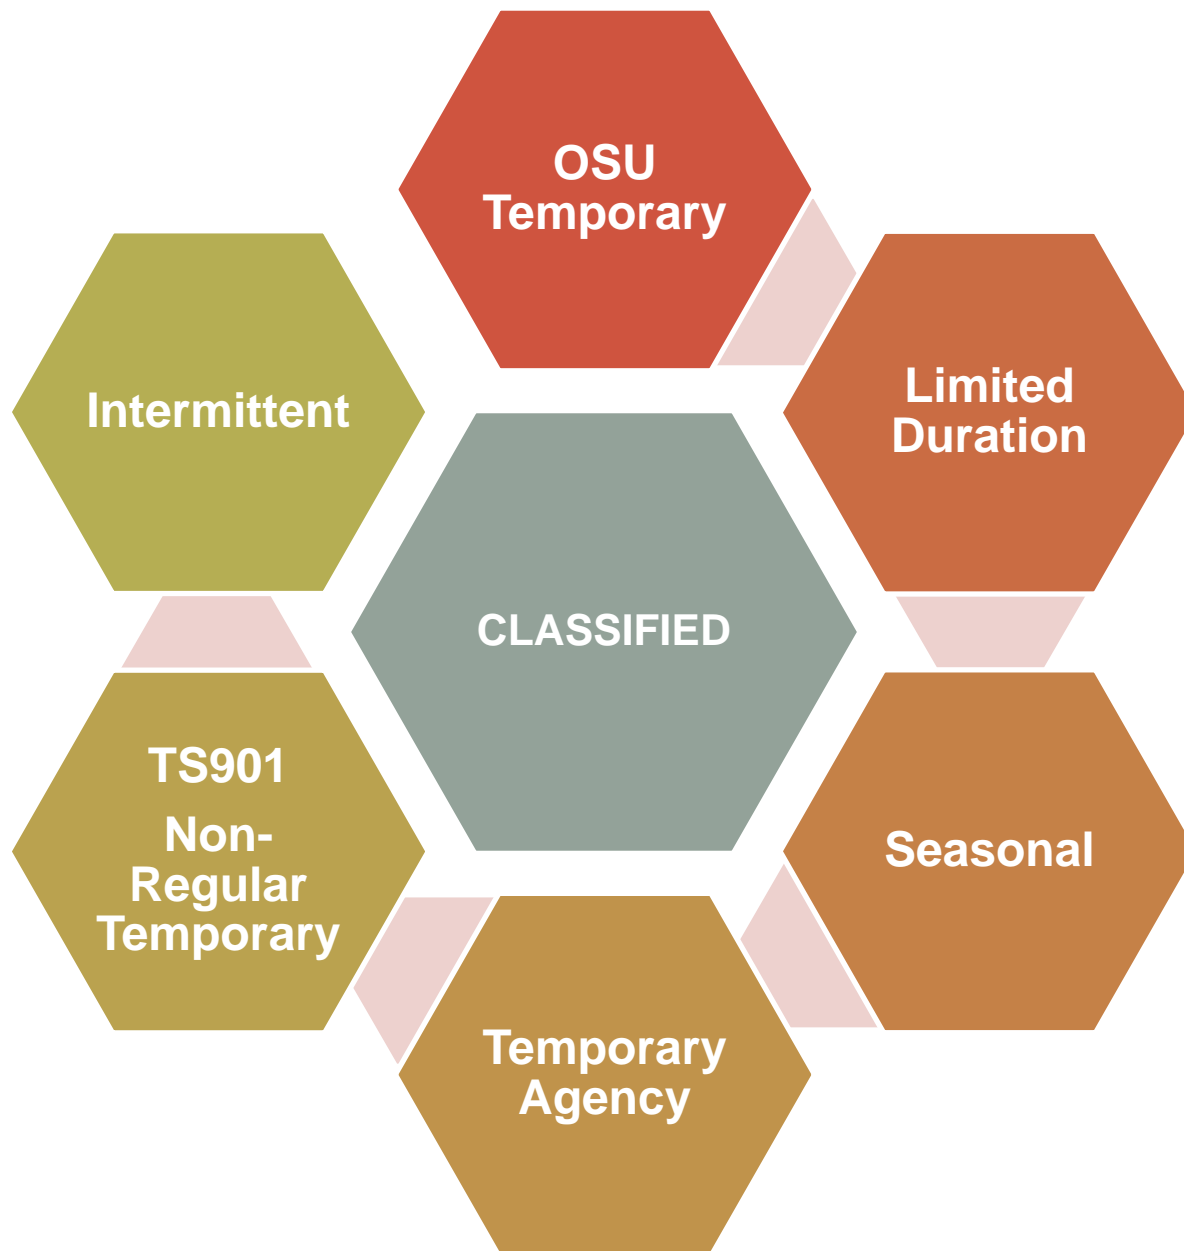 OSU
Temporary
Limited
Duration
Intermittent
CLASSIFIED
TS901
Non-
Regular
Temporary
Seasonal
Temporary
Agency